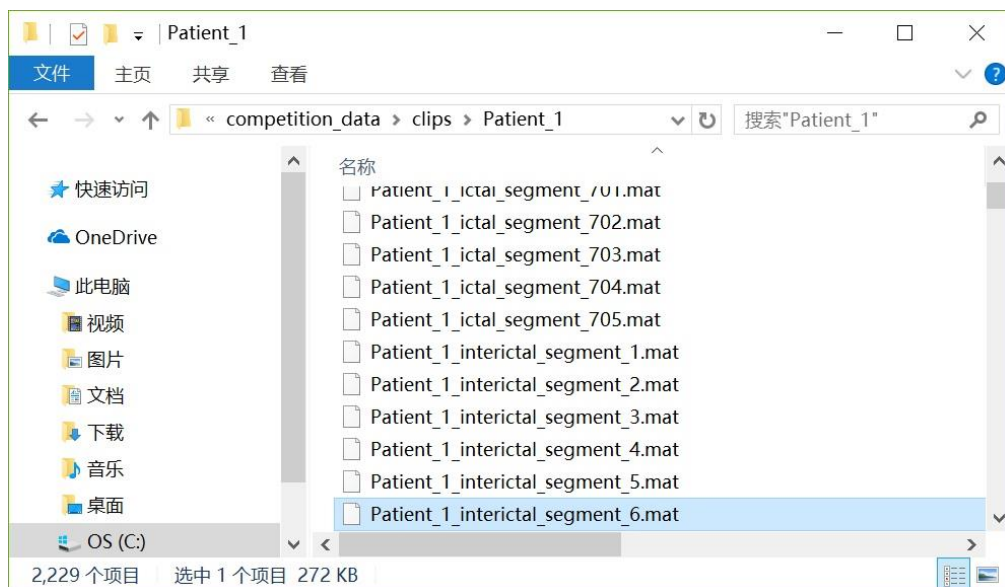 Patient_1
文件 主页 共享 查看
« competition_data › clips › Patient_1
搜索"Patient_1"
名称
Patient_1_ictal_segment_701.mat
快速访问
Patient_1_ictal_segment_702.mat
OneDrive
Patient_1_ictal_segment_703.mat
此电脑
Patient_1_ictal_segment_704.mat
视频
Patient_1_ictal_segment_705.mat
图片
Patient_1_interictal_segment_1.mat
文档
Patient_1_interictal_segment_2.mat
下载
Patient_1_interictal_segment_3.mat
音乐
Patient_1_interictal_segment_4.mat
桌面
Patient_1_interictal_segment_5.mat
OS (C:)
Patient_1_interictal_segment_6.mat
2,229 个项目 选中 1 个项目 272 KB